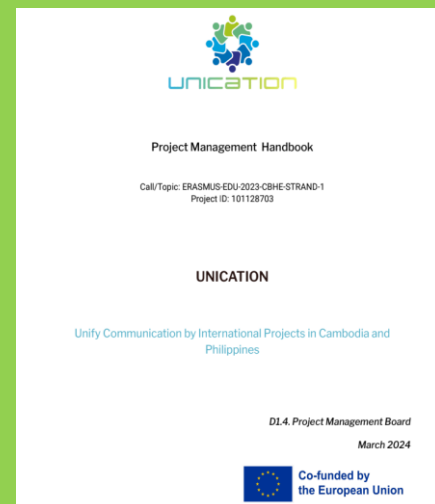 UNICATION
Project Management Handbook
Call/Topic: ERASMUS-EDU-2023-CBHE-STRAND-1
Project ID: 101128703
UNICATION
Unify Communication by International Projects in Cambodia and
Philippines
D1.4. Project Management Board
March 2024
Co-funded by
the European Union